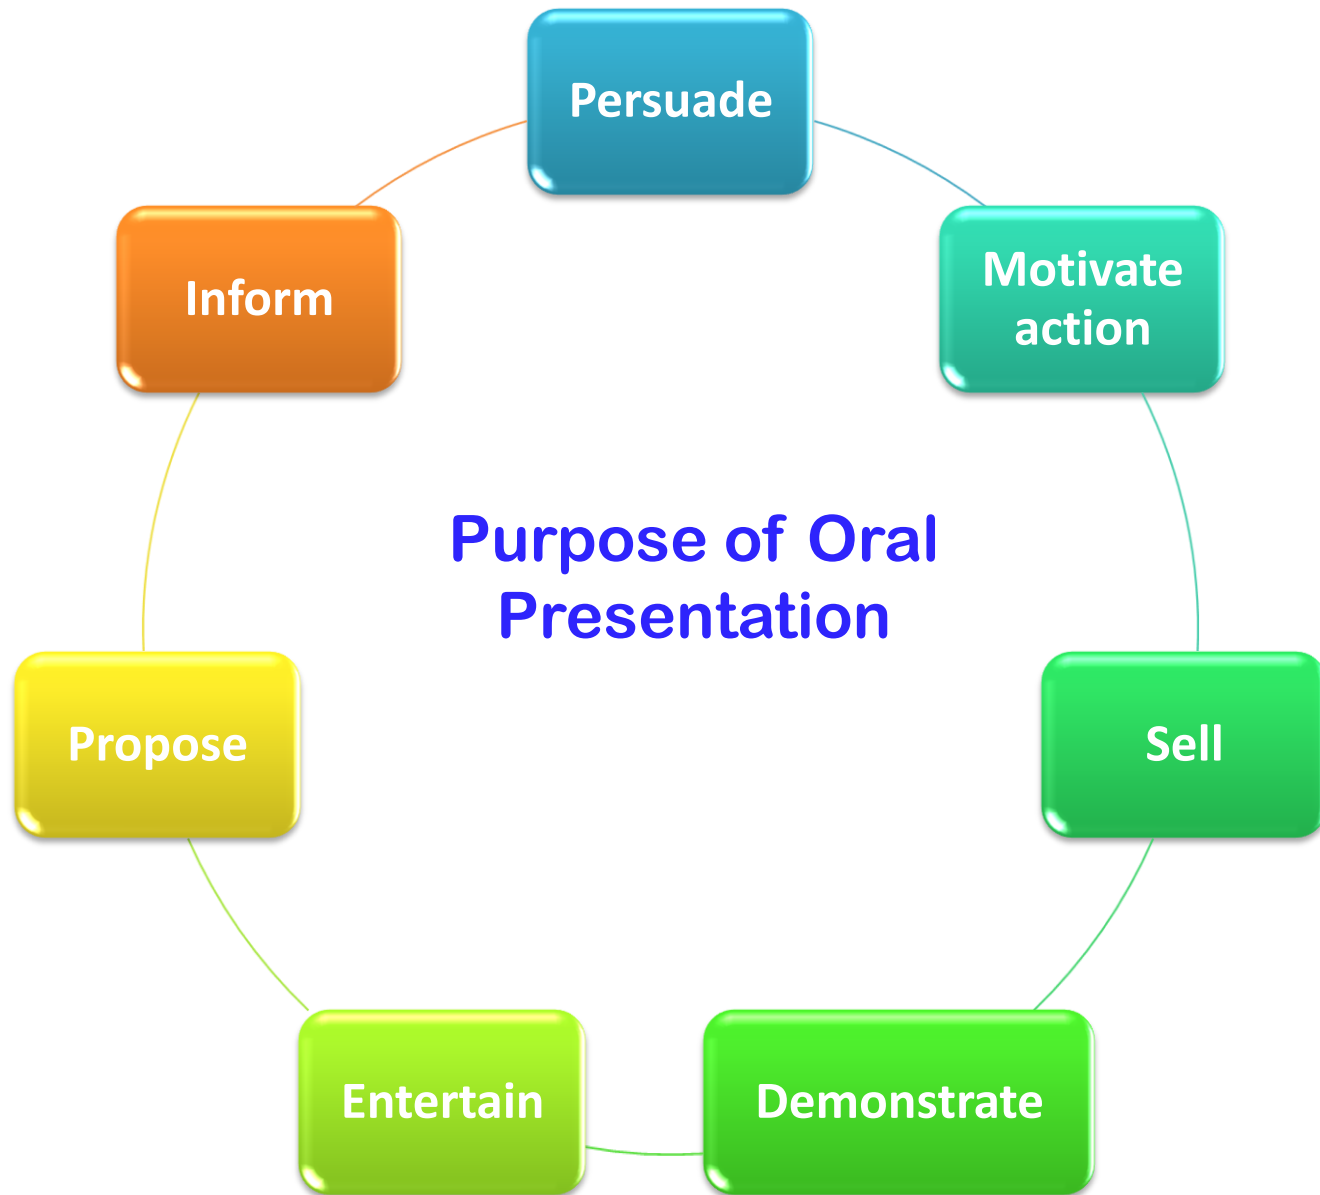 Persuade
Inform
Motivate
action
Purpose of Oral
Presentation
Propose
Sell
Entertain
Demonstrate